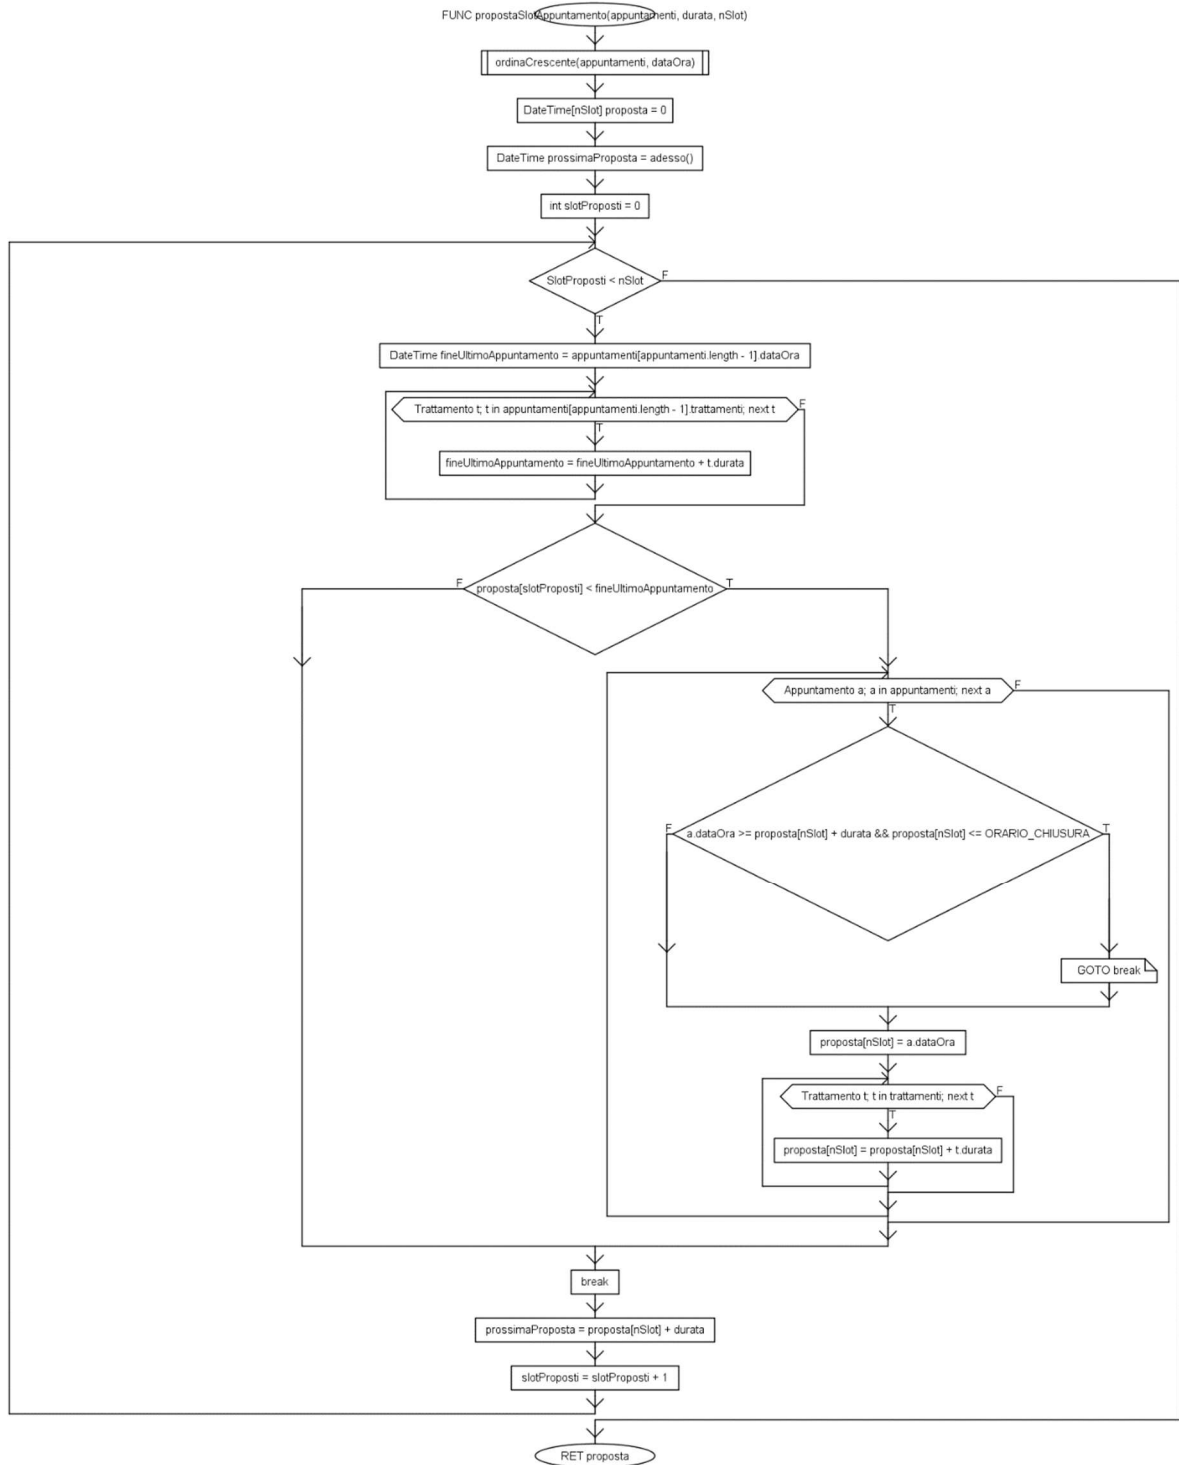 FUNC propostaSlotAppuntamento(appuntamenti, durata, nSlot)
ordinaCrescente(appuntamenti, dataOra)
DateTime[nSlot] proposta = 0
DateTime prossimaProposta = adesso()
int slotProposti = 0
SlotProposti < nSlot
F
T
DateTime fineUltimoAppuntamento = appuntamenti[appuntamenti.length - 1].dataOra
Trattamento t; t in appuntamenti[appuntamenti.length - 1].trattamenti; next t
F
T
fineUltimoAppuntamento = fineUltimoAppuntamento + t.durata
F
proposta[slotProposti] < fineUltimoAppuntamento
T
Appuntamento a; a in appuntamenti; next a
F
T
F
a.dataOra >= proposta[nSlot] + durata && proposta[nSlot] <= ORARIO_CHIUSURA
T
GOTO break
proposta[nSlot] = a.dataOra
Trattamento t; t in trattamenti; next t
F
T
proposta[nSlot] = proposta[nSlot] + t.durata
break
prossimaProposta = proposta[nSlot] + durata
slotProposti = slotProposti + 1
RET proposta